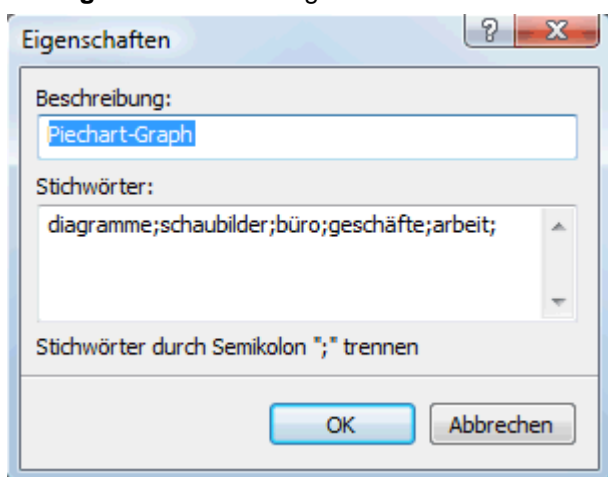 Eigenschaften
Beschreibung:
Piechart-Graph
Stichwörter:
diagramme;schaubilder;büro;geschäfte;arbeit;
Stichwörter durch Semikolon ";" trennen
OK Abbrechen